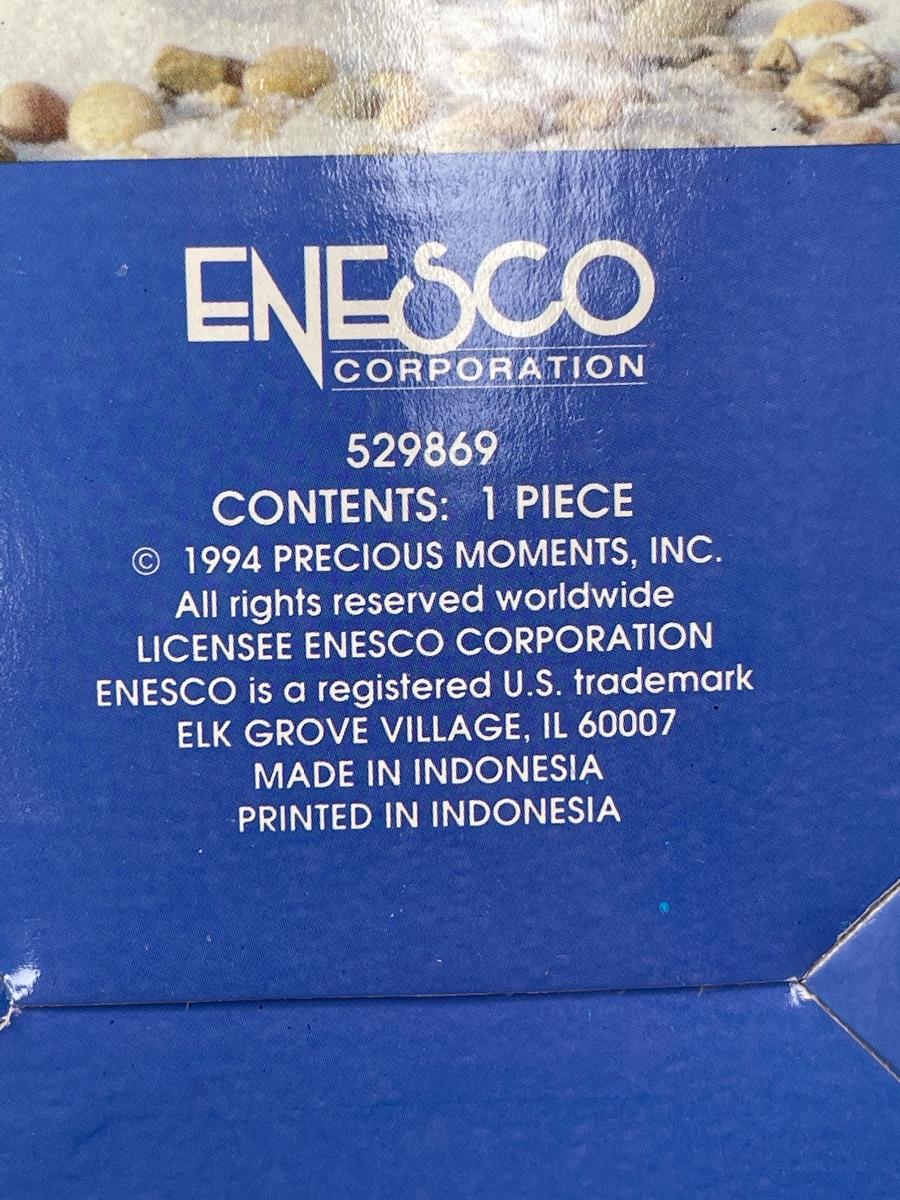 ENESCO
CORPORATION
529869
CONTENTS: 1 PIECE
© 1994 PRECIOUS MOMENTS, INC.
All rights reserved worldwide
LICENSEE ENESCO CORPORATION
ENESCO is a registered U.S. trademark
ELK GROVE VILLAGE, IL 60007
MADE IN INDONESIA
PRINTED IN INDONESIA